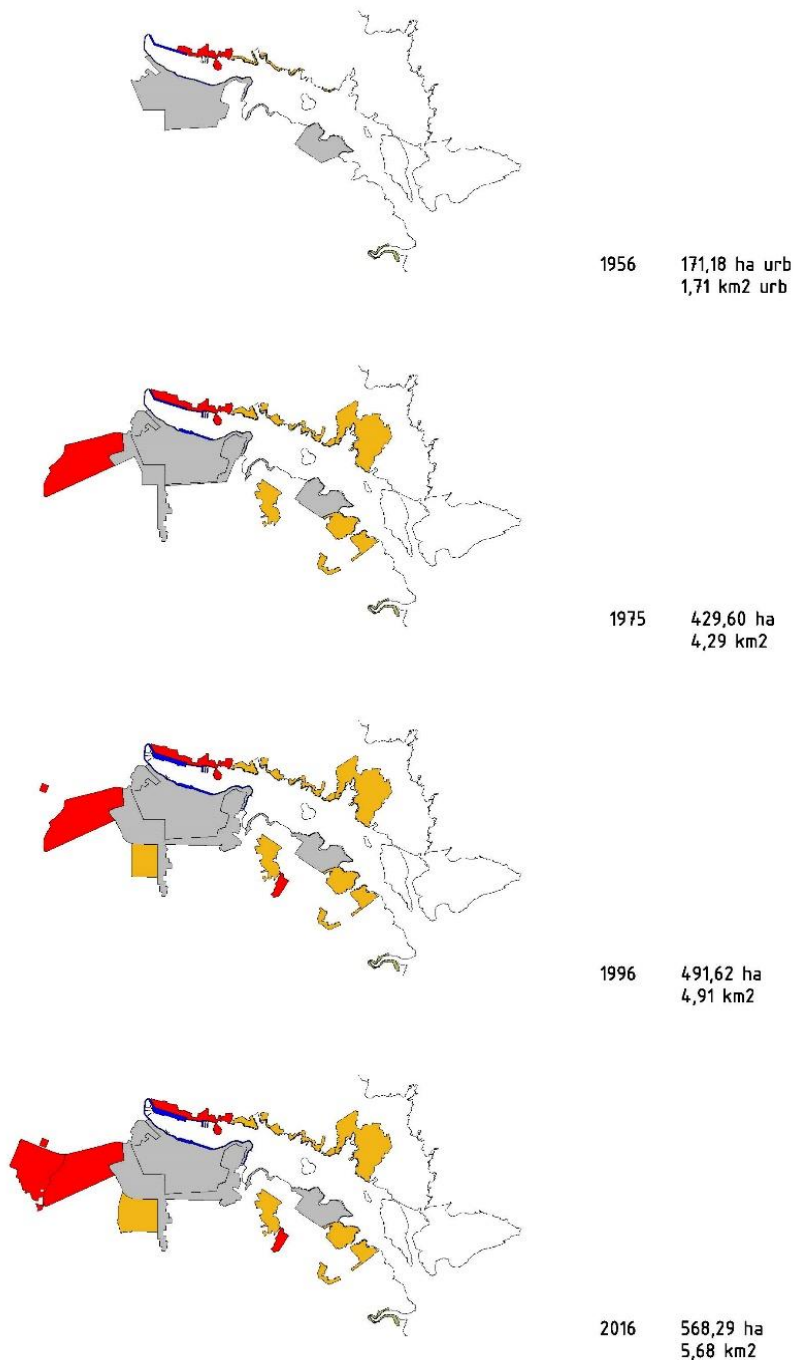 1956 171,18 ha urb
1,71 km2 urb
1975 429,60 ha
4,29 km2
1996 491,62 ha
4,91 km2
2016 568,29 ha
5,68 km2